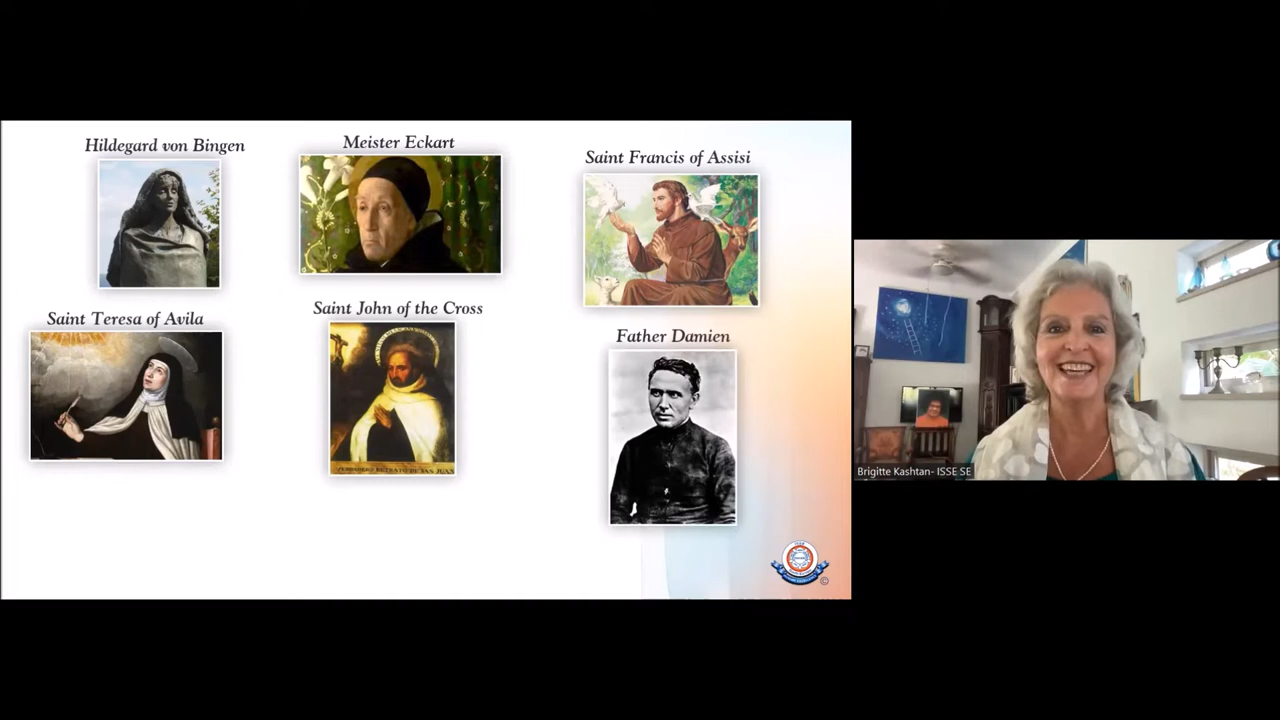 Hildegard von Bingen
Meister Eckart
Saint Francis of Assisi
Saint Teresa of Avila
Saint John of the Cross
Father Damien
Brigitte Kashtan- ISSE SE
©